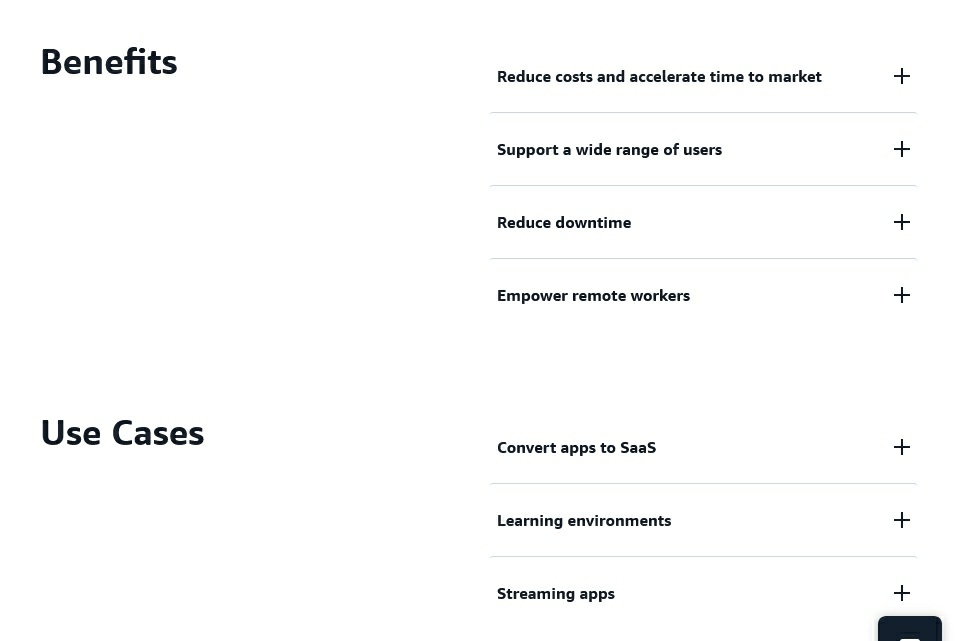 Benefits
Reduce costs and accelerate time to market
Support a wide range of users
Reduce downtime
Empower remote workers
Use Cases
Convert apps to SaaS
Learning environments
Streaming apps